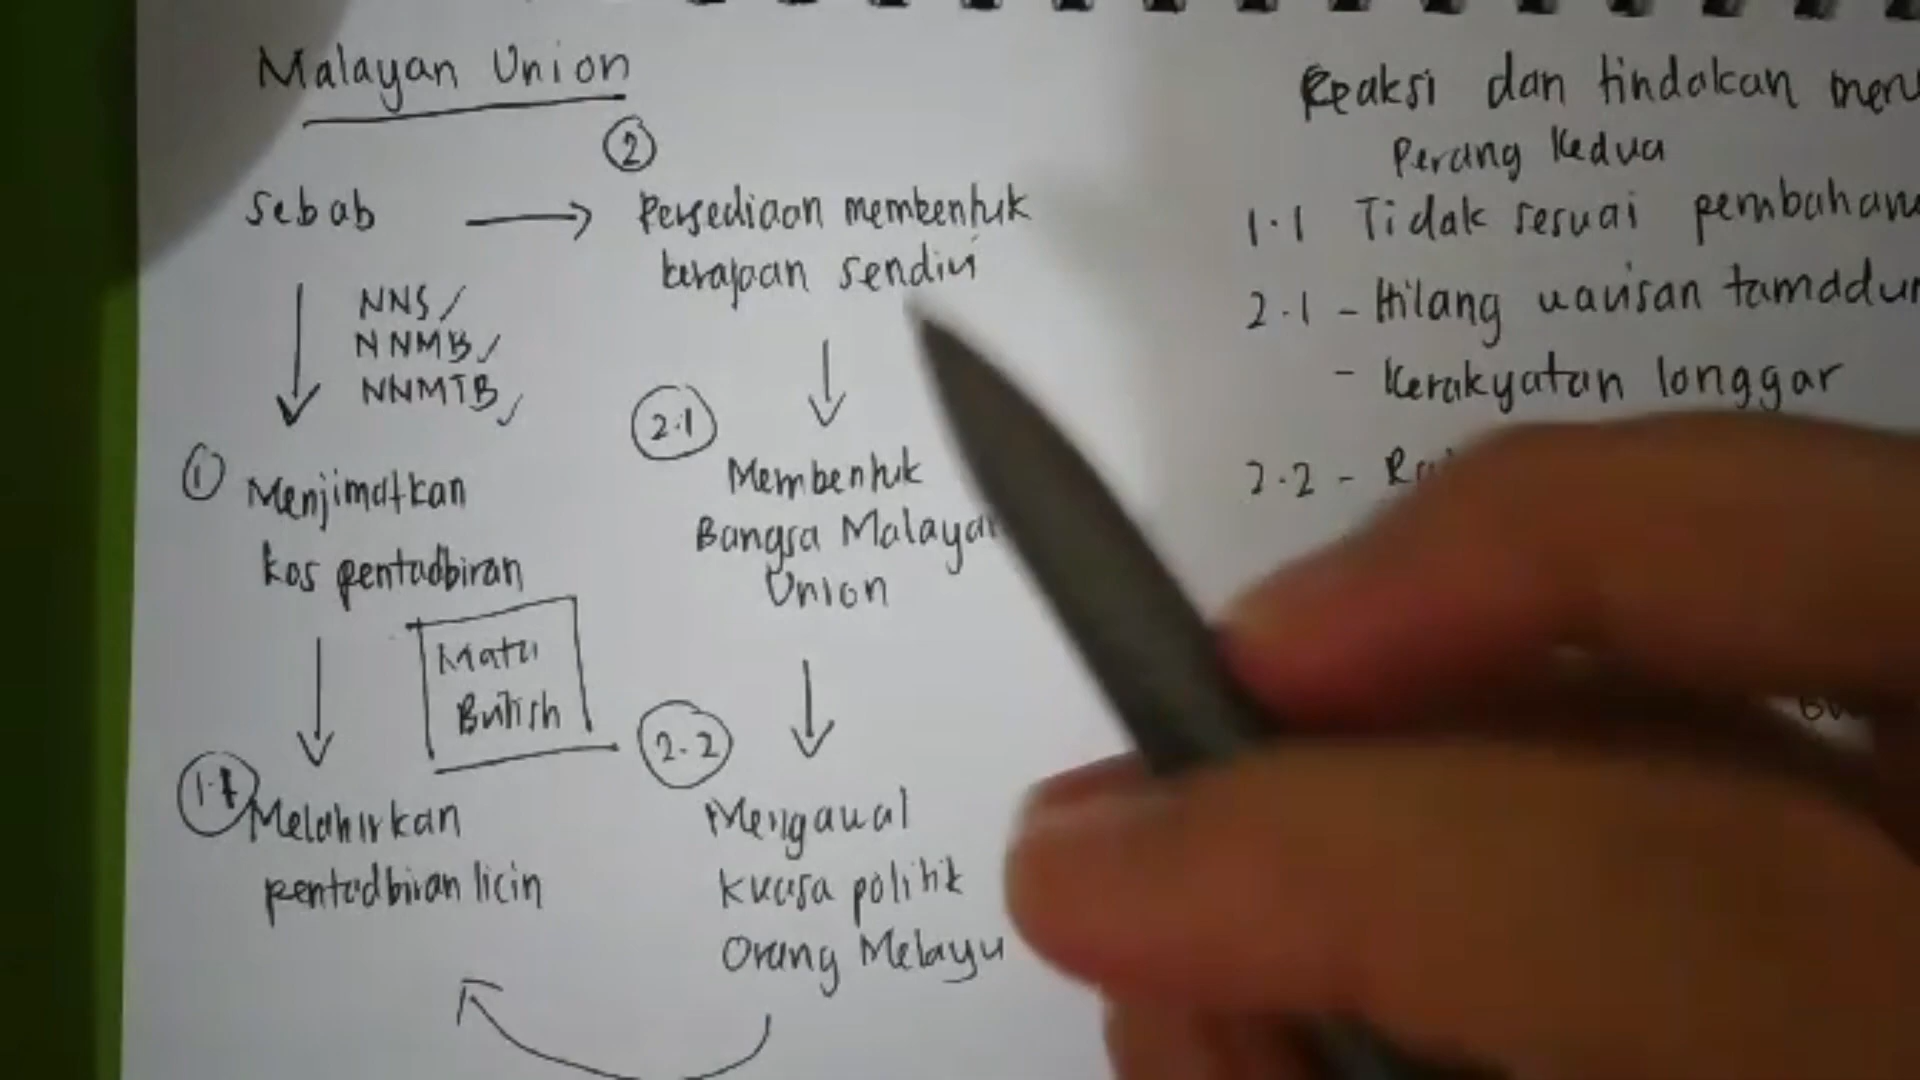 Malayan Union
②
Sebab → Persediaan membentuk
kerajaan sendiri
NNS /
NNMB /
NNMTB /
① Menjimatkan
kos pentadbiran
Mata
British
1.1 Melahirkan
pentadbiran licin
2.1
Membentuk
Bangsa Malayan
Union
2.2
Mengawal
kuasa politik
Orang Melayu
Reaksi dan tindakan
Perang Kedua
1.1 Tidak sesuai
2.1 - Hilang warisan
- Kerakyatan longgar
2.2 -